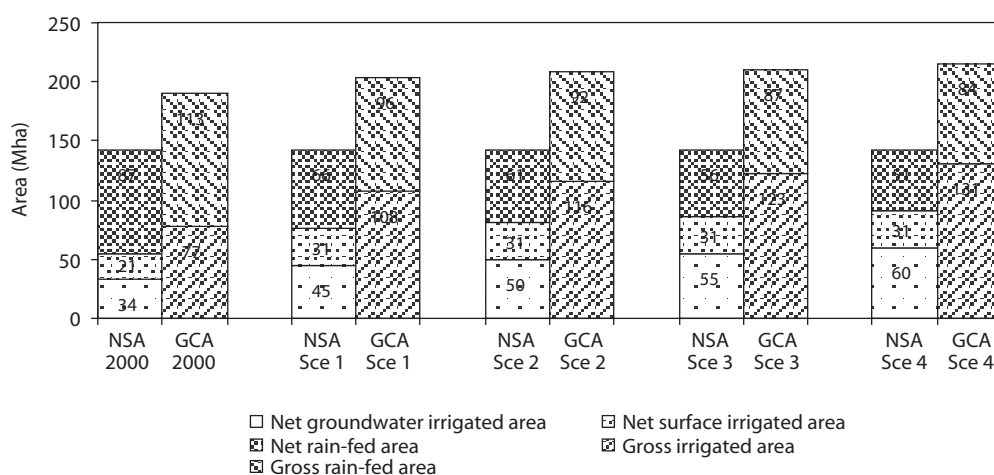 250
200
150
100
50
0
Area (Mha)
113
96
92
87
84
87
66
61
56
51
77
108
116
123
131
21
31
31
31
31
34
45
50
55
60
NSA 2000
GCA 2000
NSA Sce 1
GCA Sce 1
NSA Sce 2
GCA Sce 2
NSA Sce 3
GCA Sce 3
NSA Sce 4
GCA Sce 4
Net groundwater irrigated area
Net surface irrigated area
Net rain-fed area
Gross irrigated area
Gross rain-fed area